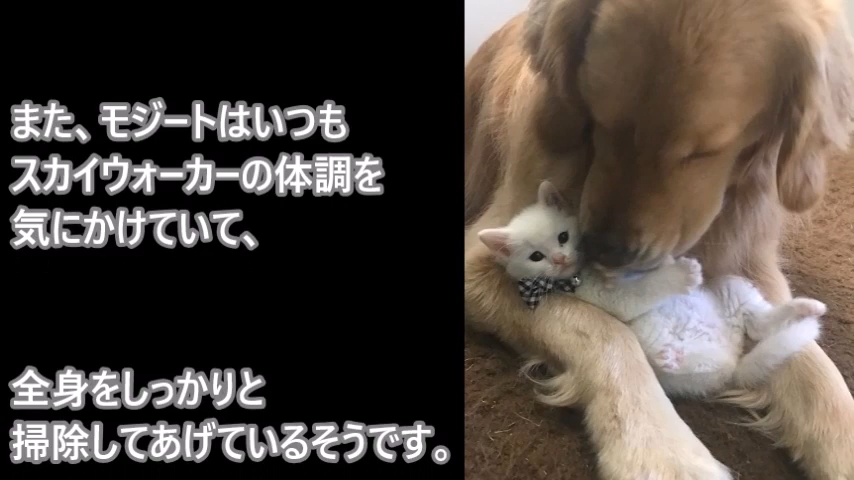 また、モジートはいつも
スカイウォーカーの体調を
気にかけていて、
全身をしっかりと
掃除してあげているそうです。